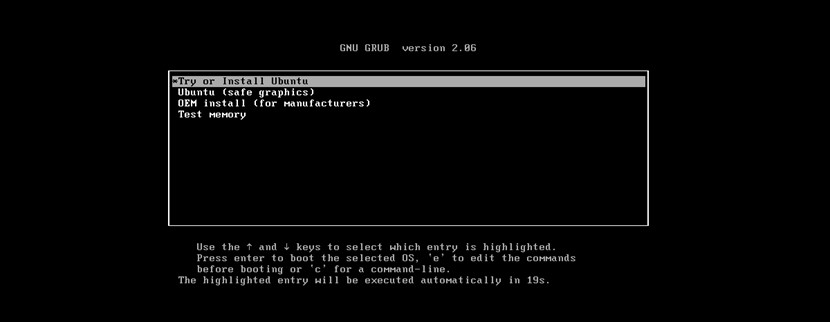 GNU GRUB  version 2.06
*Try or Install Ubuntu
Ubuntu (safe graphics)
OEM install (for manufacturers)
Test memory
Use the ↑ and ↓ keys to select which entry is highlighted.
Press enter to boot the selected OS, 'e' to edit the commands
before booting or 'c' for a command-line.
The highlighted entry will be executed automatically in 19s.